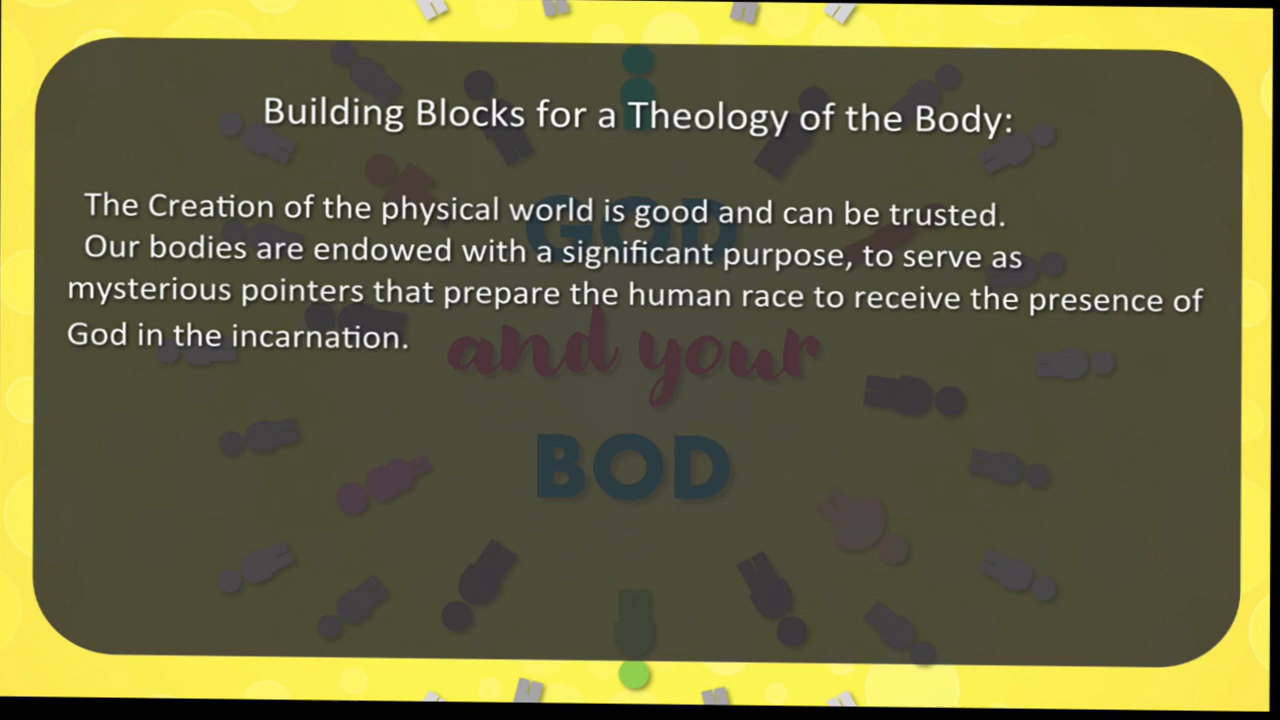 Building Blocks for a Theology of the Body:
The Creation of the physical world is good and can be trusted.
Our bodies are endowed with a significant purpose, to serve as
mysterious pointers that prepare the human race to receive the presence of
God in the incarnation.
GOD
and your
BOD